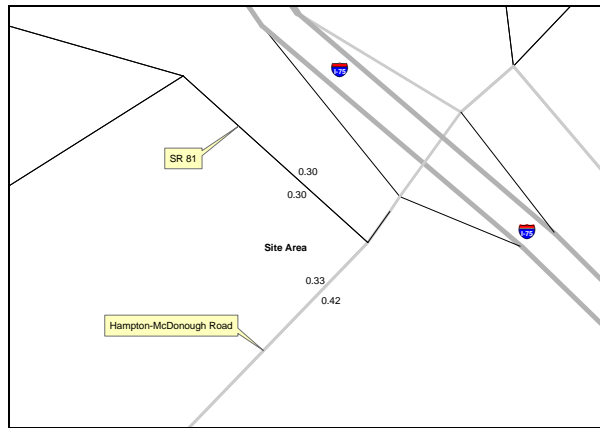 I-75
SR 81
0.30
0.30
I-75
Site Area
0.33
0.42
Hampton-McDonough Road